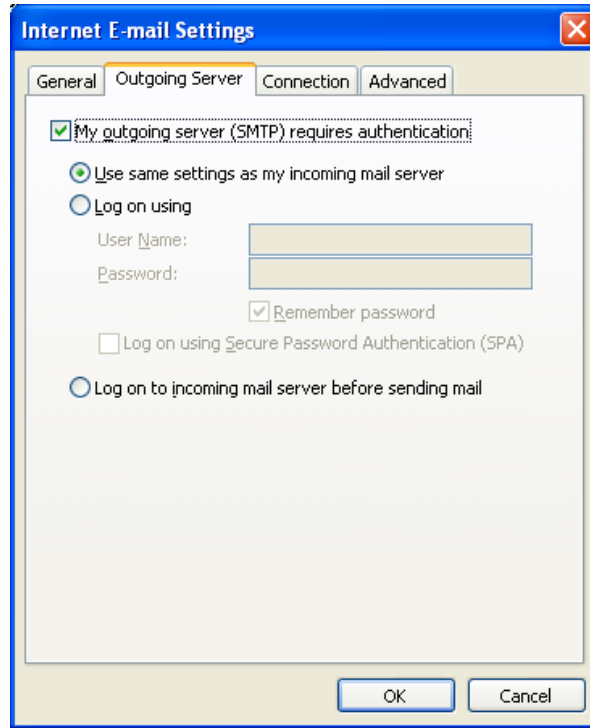 Internet E-mail Settings
General Outgoing Server Connection Advanced
My outgoing server (SMTP) requires authentication
Use same settings as my incoming mail server
Log on using
User Name:
Password:
Remember password
Log on using Secure Password Authentication (SPA)
Log on to incoming mail server before sending mail
OK Cancel